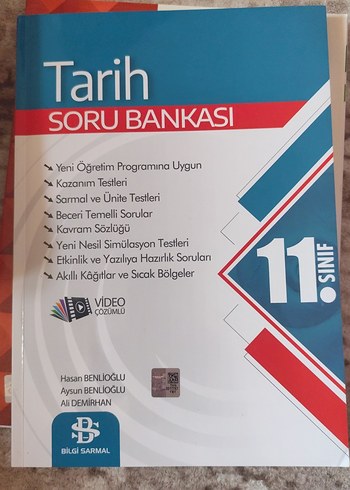 Tarih
SORU BANKASI
Yeni Öğretim Programına Uygun
Kazanım Testleri
Sarmal ve Ünite Testleri
Beceri Temelli Sorular
Kavram Sözlüğü
Yeni Nesil Simülasyon Testleri
Etkinlik ve Yazılıya Hazırlık Soruları
Akıllı Kâğıtlar ve Sıcak Bölgeler
11. SINIF
VİDEO
ÇÖZÜMLÜ
Hasan BENLİOĞLU
Aysun BENLİOĞLU
Ali DEMİRHAN
BS
BİLGİ SARMAL